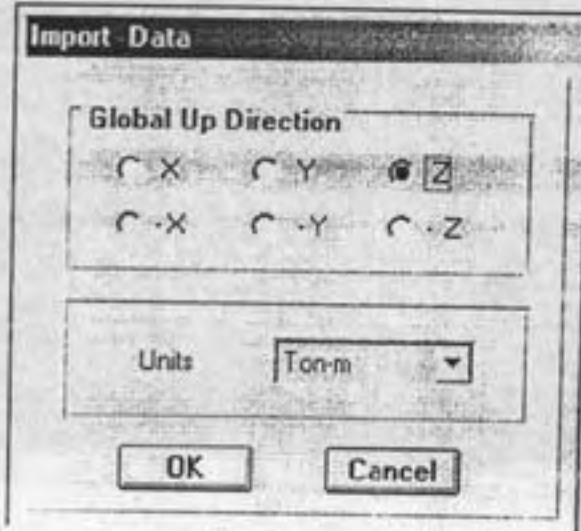 Import Data
Global Up Direction
X Y Z
-X -Y -Z
Units Ton-m
OK Cancel